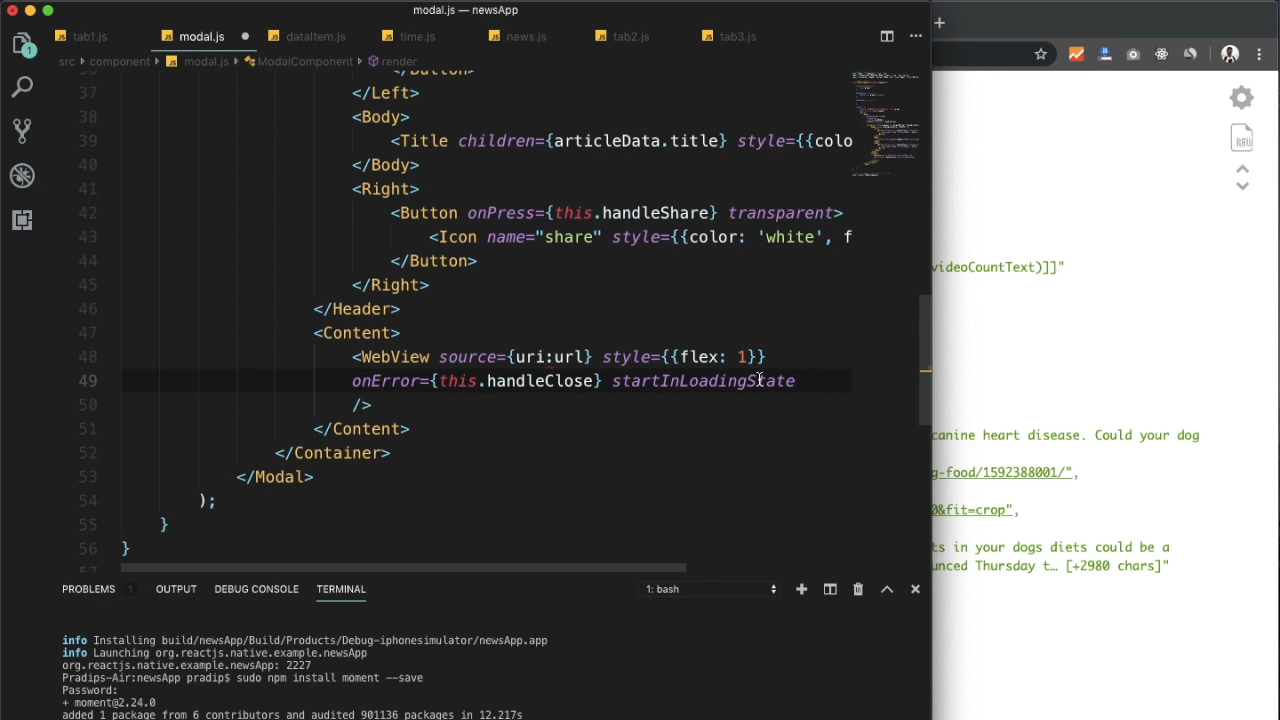 modal.js — newsApp
tab1.js modal.js dataItem.js time.js news.js tab2.js tab3.js
src component modal.js ModalComponent render
</Button>
37 </Left>
38 <Body>
39 <Title children={articleData.title} style={{colo
40 </Body>
41 <Right>
42 <Button onPress={this.handleShare} transparent>
43 <Icon name="share" style={{color: 'white', f
44 </Button>
45 </Right>
46 </Header>
47 <Content>
48 <WebView source={uri:url} style={{flex: 1}}
49 onError={this.handleClose} startInLoadingState
50 />
51 </Content>
52 </Container>
53 </Modal>
54 );
55 }
56 }
PROBLEMS 1 OUTPUT DEBUG CONSOLE TERMINAL 1: bash
info Installing build/newsApp/Build/Products/Debug-iphonesimulator/newsApp.app
info Launching org.reactjs.native.example.newsApp
org.reactjs.native.example.newsApp: 2227
Pradips-Air:newsApp pradip$ sudo npm install moment --save
Password:
+ moment@2.24.0
added 1 package from 6 contributors and audited 901136 packages in 12.217s
RAW
videoCountText)]]"
canine heart disease. Could your dog
g-food/1592388001/",
0&fit=crop",
ts in your dogs diets could be a
unced Thursday t… [+2980 chars]"